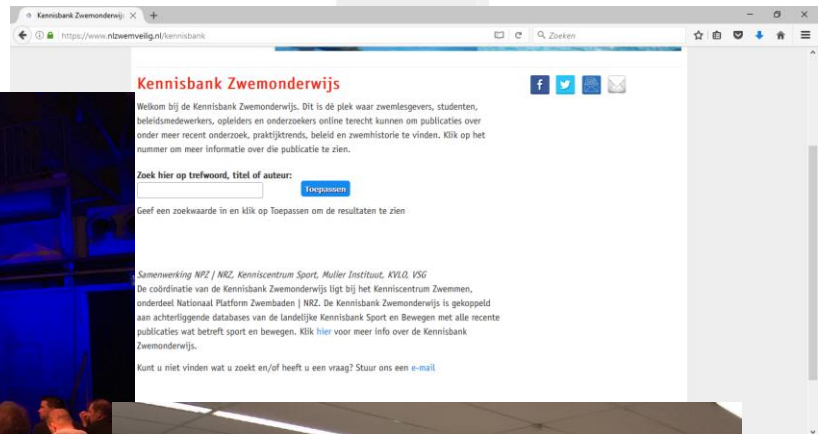 Kennisbank Zwemonderwij
https://www.nlzwemveilig.nl/kennisbank
Zoeken
Kennisbank Zwemonderwijs
Welkom bij de Kennisbank Zwemonderwijs. Dit is dé plek waar zwemlesgevers, studenten,
beleidsmedewerkers, opleiders en onderzoekers online terecht kunnen om publicaties over
onder meer recent onderzoek, praktijktrends, beleid en zwemhistorie te vinden. Klik op het
nummer om meer informatie over die publicatie te zien.
Zoek hier op trefwoord, titel of auteur:
Toepassen
Geef een zoekwaarde in en klik op Toepassen om de resultaten te zien
Samenwerking NPZ | NRZ, Kenniscentrum Sport, Mulier Instituut, KVLO, VSG
De coördinatie van de Kennisbank Zwemonderwijs ligt bij het Kenniscentrum Zwemmen,
onderdeel Nationaal Platform Zwembaden | NRZ. De Kennisbank Zwemonderwijs is gekoppeld
aan achterliggende databases van de landelijke Kennisbank Sport en Bewegen met alle recente
publicaties wat betreft sport en bewegen. Klik hier voor meer info over de Kennisbank
Zwemonderwijs.
Kunt u niet vinden wat u zoekt en/of heeft u een vraag? Stuur ons een e-mail